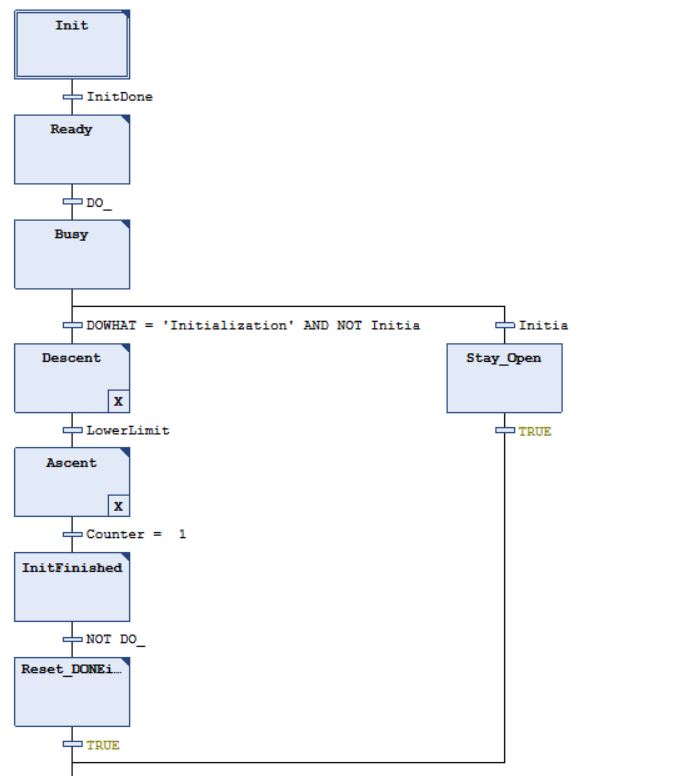 Init
InitDone
Ready
DO_
Busy
DOWHAT = 'Initialization' AND NOT Initia
Initia
Descent
Stay_Open
X
LowerLimit
TRUE
Ascent
X
Counter =  1
InitFinished
NOT DO_
Reset_DONEi...
TRUE